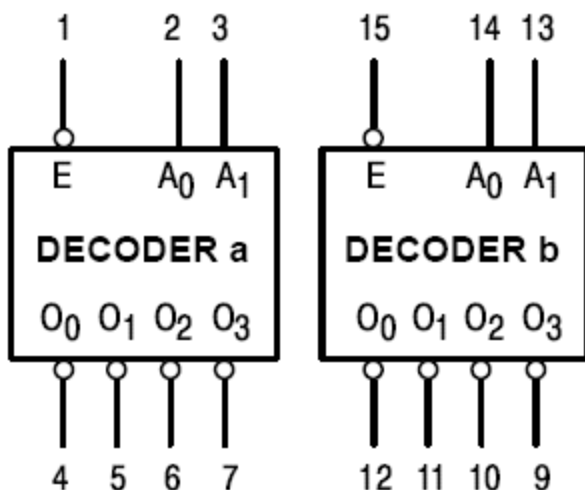 1 2 3 15 14 13
E A0 A1 E A0 A1
DECODER a DECODER b
O0 O1 O2 O3 O0 O1 O2 O3
4 5 6 7 12 11 10 9